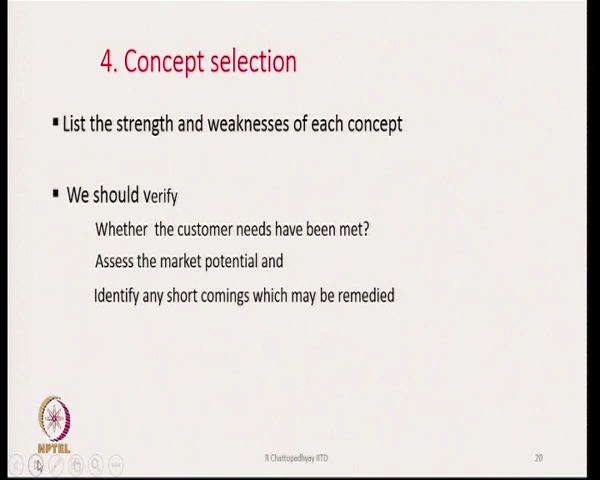 4. Concept selection
List the strength and weaknesses of each concept
We should verify
Whether the customer needs have been met?
Assess the market potential and
Identify any short comings which may be remedied
NPTEL
R Chattopadhyay IITD
20